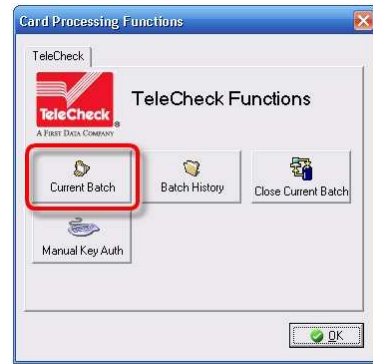 Card Processing Functions
TeleCheck
TeleCheck®
A FIRST DATA COMPANY
TeleCheck Functions
Current Batch
Batch History
Close Current Batch
Manual Key Auth
OK